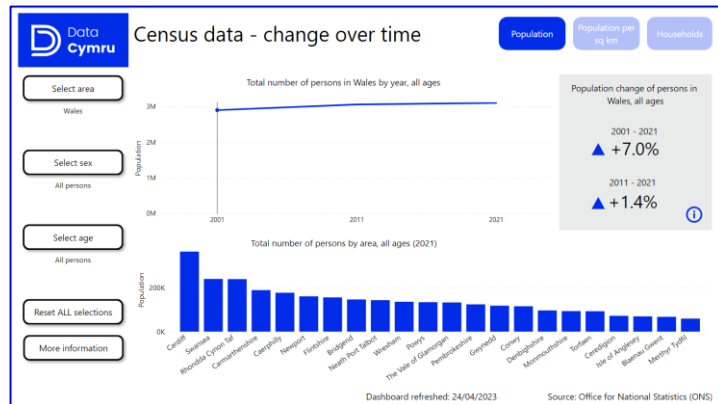 Data
Cymru
Census data - change over time
Population
Population per
sq km
Households
Select area
Wales
Select sex
All persons
Select age
All persons
Reset ALL selections
More information
Total number of persons in Wales by year, all ages
Population
3M
2M
1M
0M
2001
2011
2021
Population change of persons in
Wales, all ages
2001 - 2021
▲ +7.0%
2011 - 2021
▲ +1.4%
i
Total number of persons by area, all ages (2021)
Population
200K
0K
Cardiff
Swansea
Rhondda Cynon Taf
Carmarthenshire
Caerphilly
Newport
Flintshire
Bridgend
Neath Port Talbot
Wrexham
Powys
The Vale of Glamorgan
Pembrokeshire
Gwynedd
Conwy
Denbighshire
Monmouthshire
Torfaen
Ceredigion
Isle of Anglesey
Blaenau Gwent
Merthyr Tydfil
Dashboard refreshed: 24/04/2023
Source: Office for National Statistics (ONS)